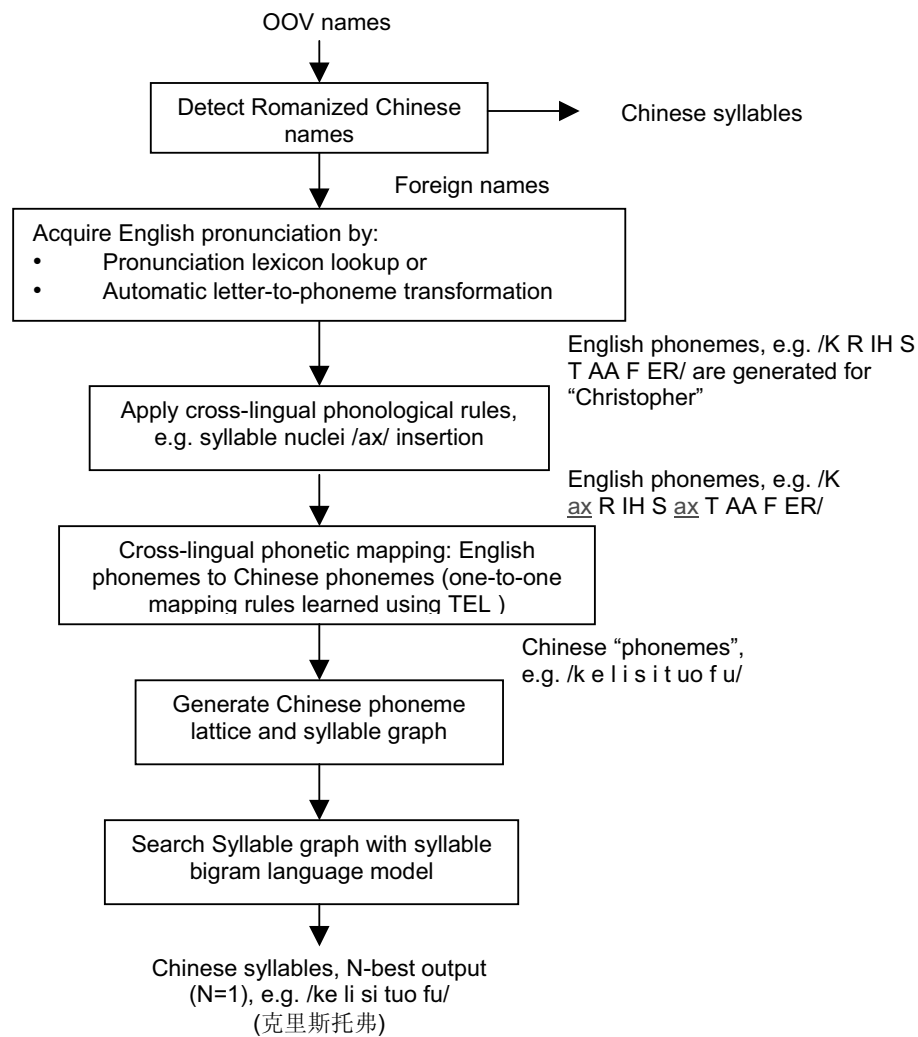 OOV names
Detect Romanized Chinese
names
Chinese syllables
Foreign names
Acquire English pronunciation by:
• Pronunciation lexicon lookup or
• Automatic letter-to-phoneme transformation
English phonemes, e.g. /K R IH S
T AA F ER/ are generated for
“Christopher”
Apply cross-lingual phonological rules,
e.g. syllable nuclei /ax/ insertion
English phonemes, e.g. /K
ax R IH S ax T AA F ER/
Cross-lingual phonetic mapping: English
phonemes to Chinese phonemes (one-to-one
mapping rules learned using TEL )
Chinese “phonemes”,
e.g. /k e l i s i t uo f u/
Generate Chinese phoneme
lattice and syllable graph
Search Syllable graph with syllable
bigram language model
Chinese syllables, N-best output
(N=1), e.g. /ke li si tuo fu/
(克里斯托弗)